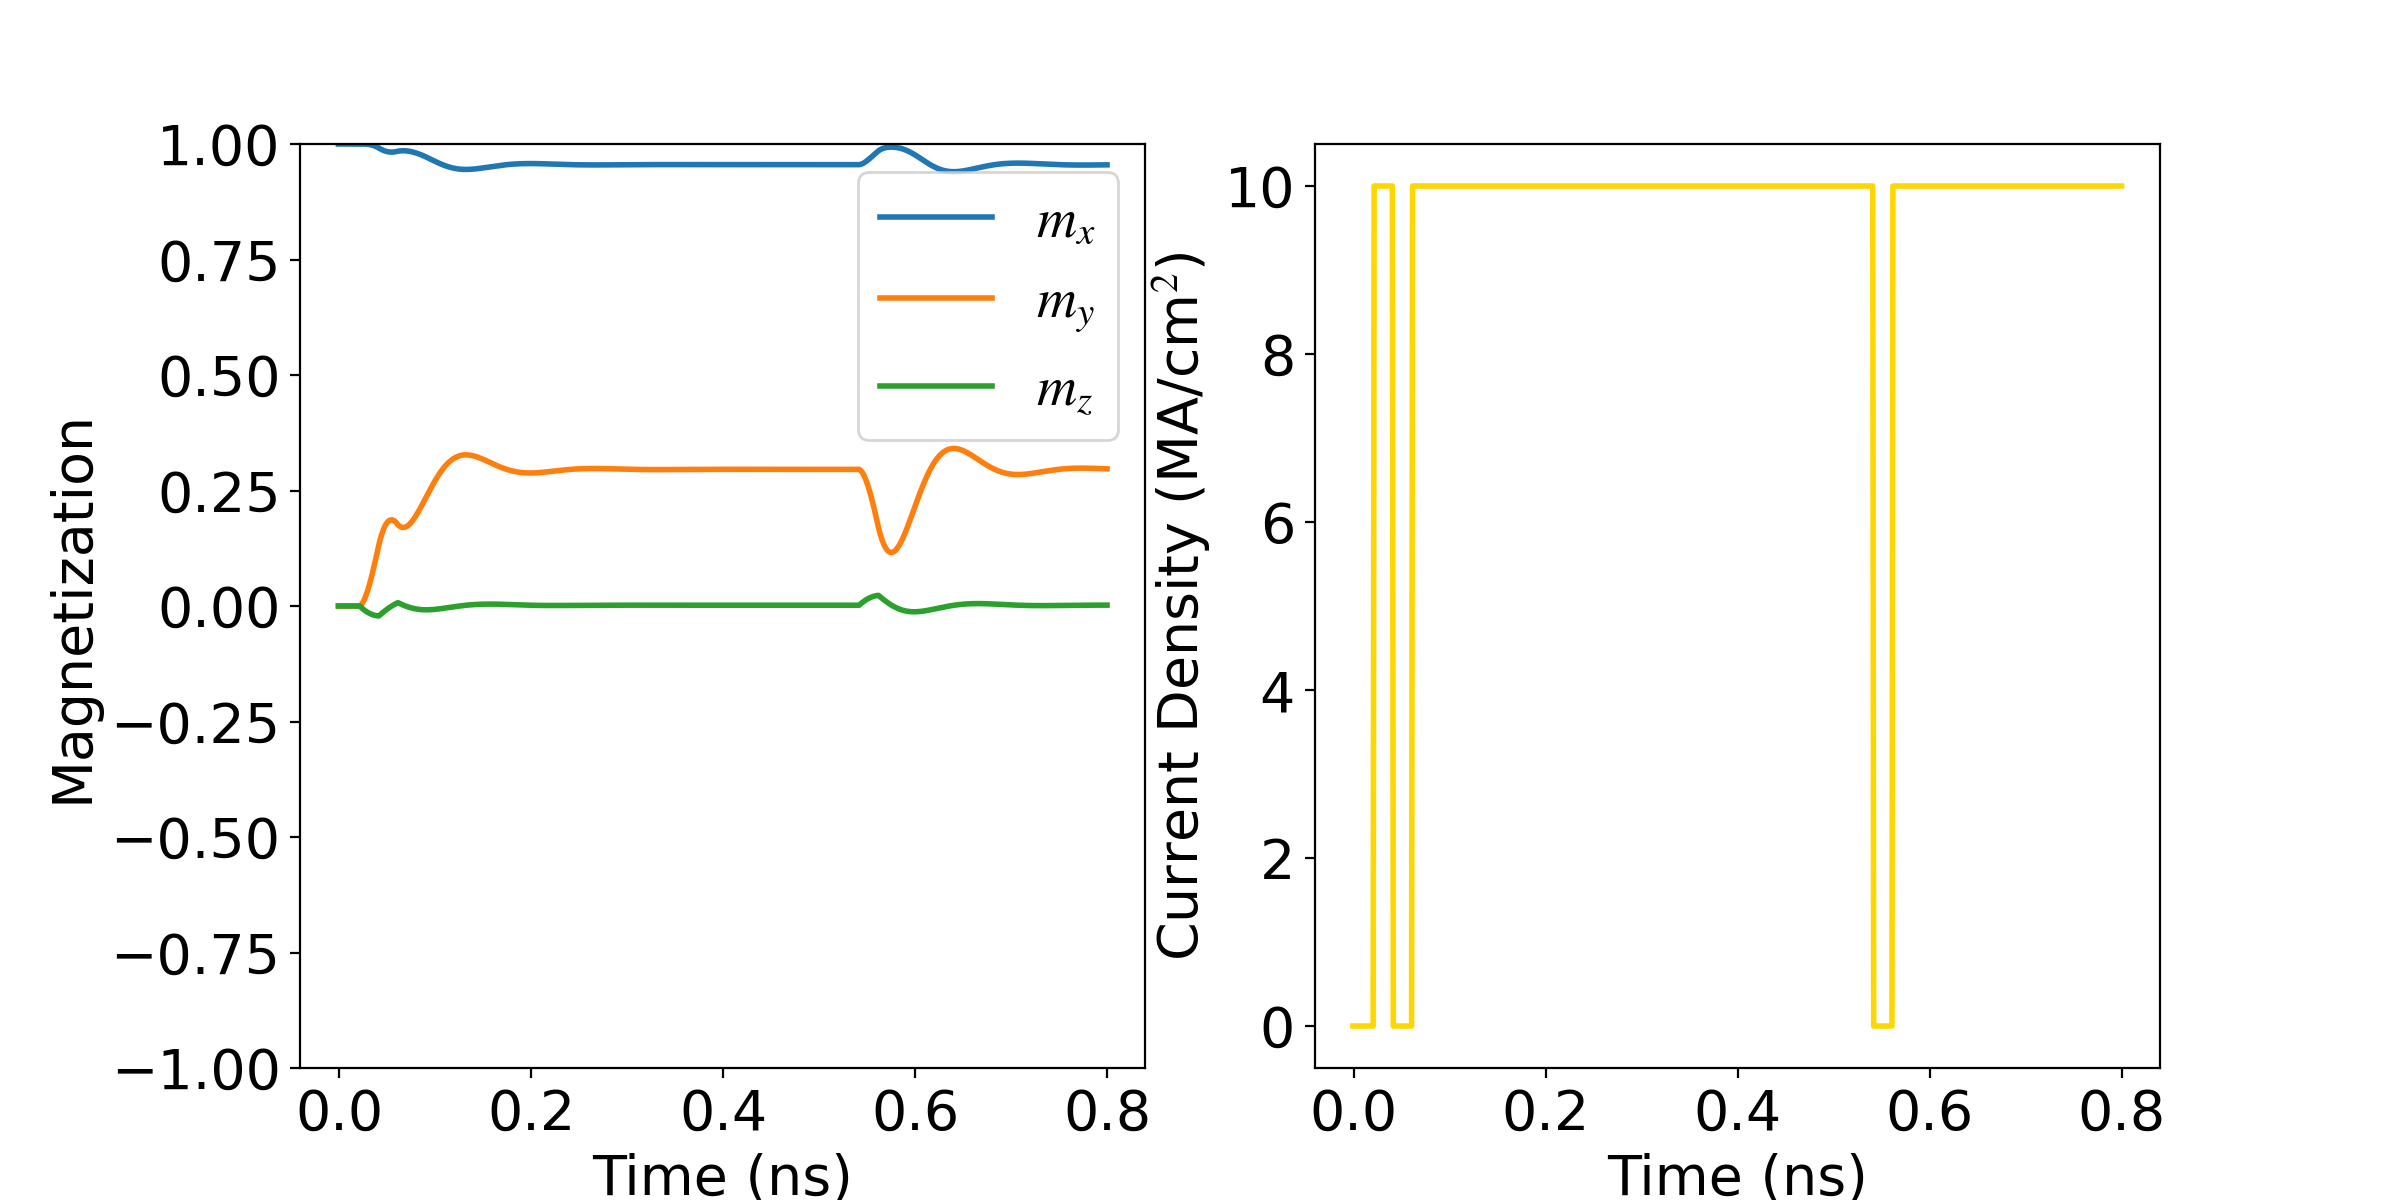 1.00
0.75
0.50
0.25
0.00
−0.25
−0.50
−0.75
−1.00
Magnetization
0.0 0.2 0.4 0.6 0.8
Time (ns)
m_x
m_y
m_z
10
8
6
4
2
0
Current Density (MA/cm²)
0.0 0.2 0.4 0.6 0.8
Time (ns)